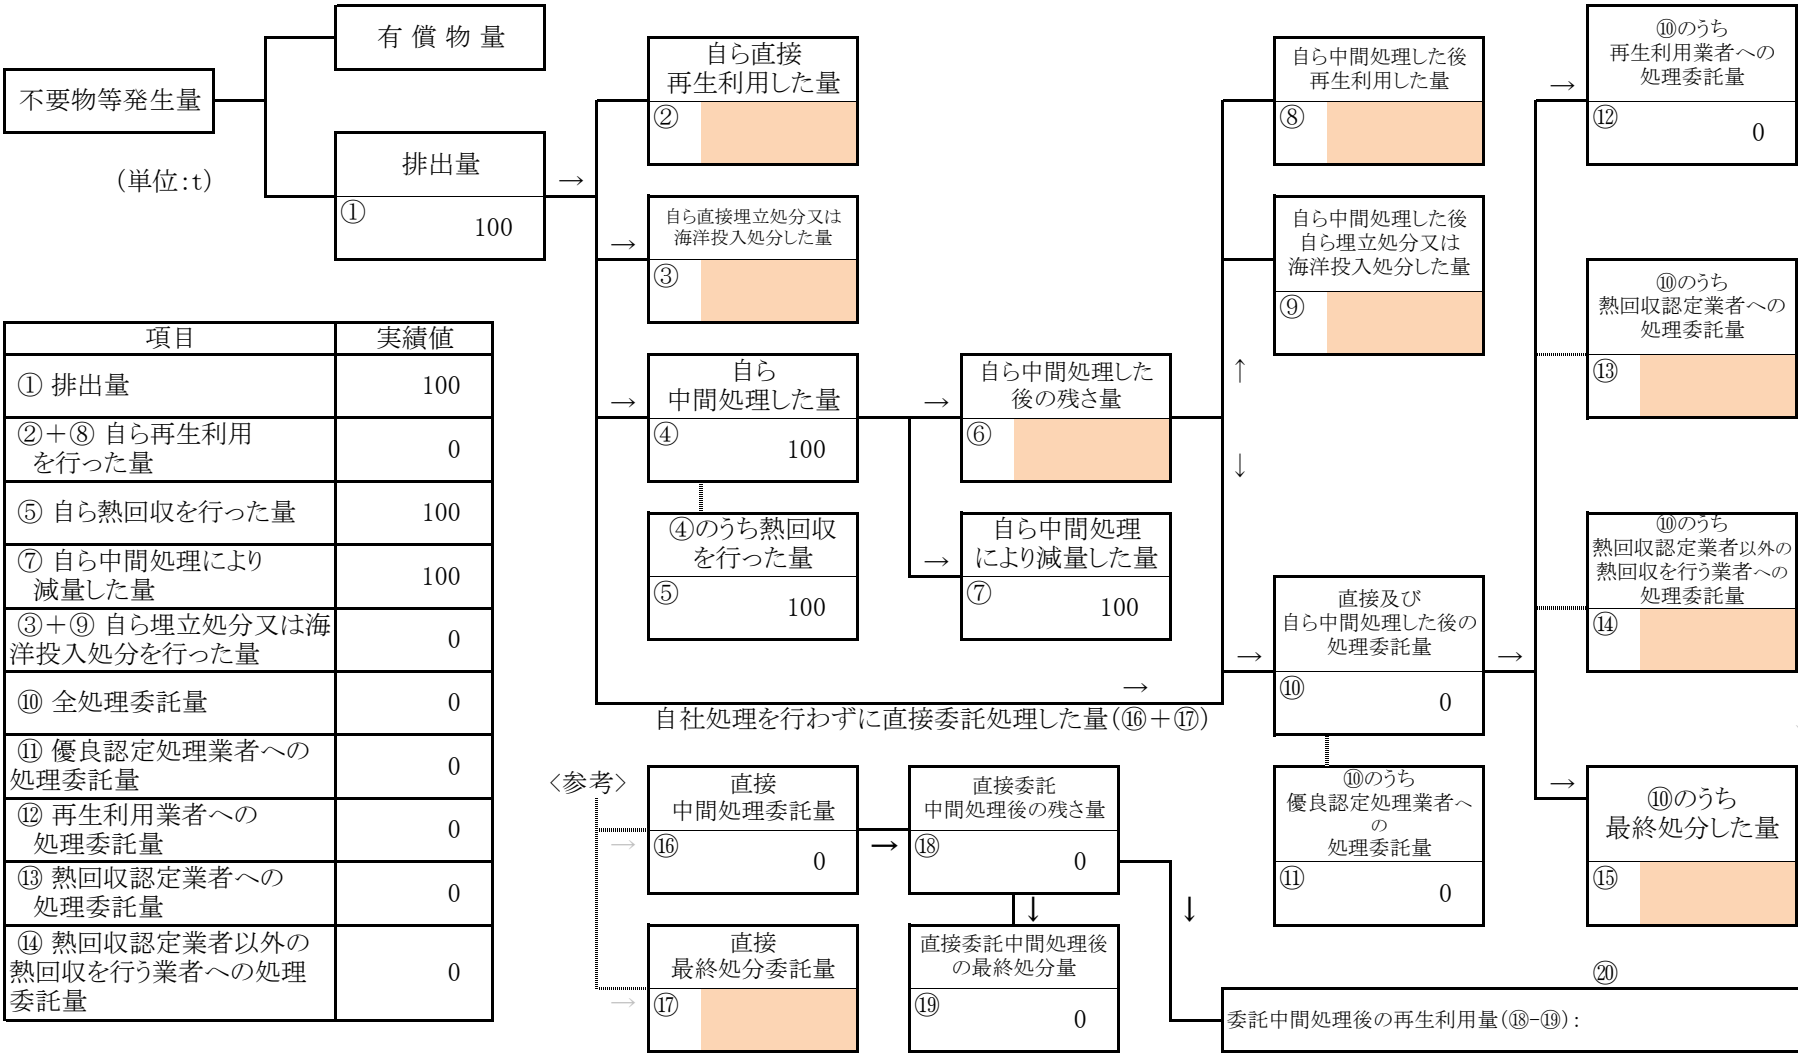 不要物等発生量
(単位:t)
有 償 物 量
排出量
①
100
→
自ら直接
再生利用した量
②
→
自ら直接埋立処分又は
海洋投入処分した量
③
→
自ら
中間処理した量
④
100
④のうち熱回収
を行った量
⑤
100
→
自ら中間処理した
後の残さ量
⑥
→
自ら中間処理
により減量した量
⑦
100
↑
↓
自ら中間処理した後
再生利用した量
⑧
自ら中間処理した後
自ら埋立処分又は
海洋投入処分した量
⑨
→
自社処理を行わずに直接委託処理した量(⑯+⑰)
→
直接及び
自ら中間処理した後の
処理委託量
⑩
0
→
⑩のうち
優良認定処理業者へ
の
処理委託量
⑪
0
→
⑩のうち
再生利用業者への
処理委託量
⑫
0
⑩のうち
熱回収認定業者への
処理委託量
⑬
⑩のうち
熱回収認定業者以外の
熱回収を行う業者への
処理委託量
⑭
→
⑩のうち
最終処分した量
⑮
項目 実績値
① 排出量 100
②+⑧ 自ら再生利用
を行った量 0
⑤ 自ら熱回収を行った量 100
⑦ 自ら中間処理により
減量した量 100
③+⑨ 自ら埋立処分又は海
洋投入処分を行った量 0
⑩ 全処理委託量 0
⑪ 優良認定処理業者への
処理委託量 0
⑫ 再生利用業者への
処理委託量 0
⑬ 熱回収認定業者への
処理委託量 0
⑭ 熱回収認定業者以外の
熱回収を行う業者への処理
委託量 0
<参考>
→
直接
中間処理委託量
⑯
0
→
直接委託
中間処理後の残さ量
⑱
0
↓
↓
→
直接
最終処分委託量
⑰
直接委託中間処理後
の最終処分量
⑲
0
⑳
委託中間処理後の再生利用量(⑱-⑲):